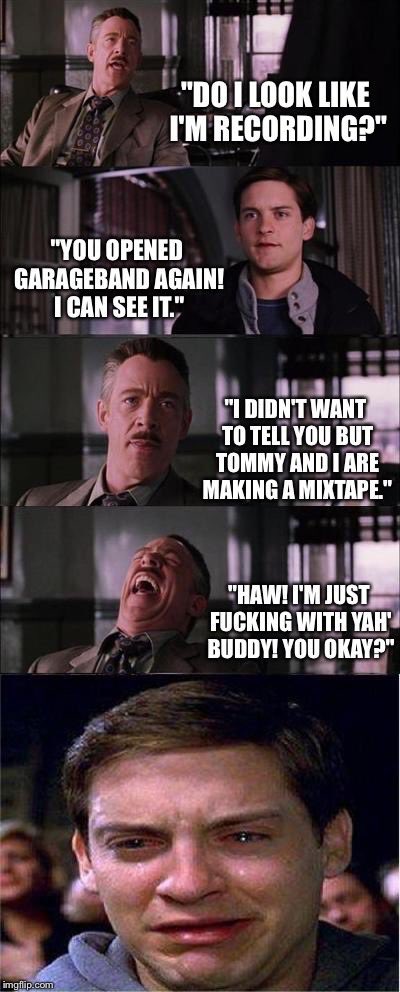 "DO I LOOK LIKE
I'M RECORDING?"
"YOU OPENED
GARAGEBAND AGAIN!
I CAN SEE IT."
"I DIDN'T WANT
TO TELL YOU BUT
TOMMY AND I ARE
MAKING A MIXTAPE."
"HAW! I'M JUST
FUCKING WITH YAH'
BUDDY! YOU OKAY?"
imgflip.com